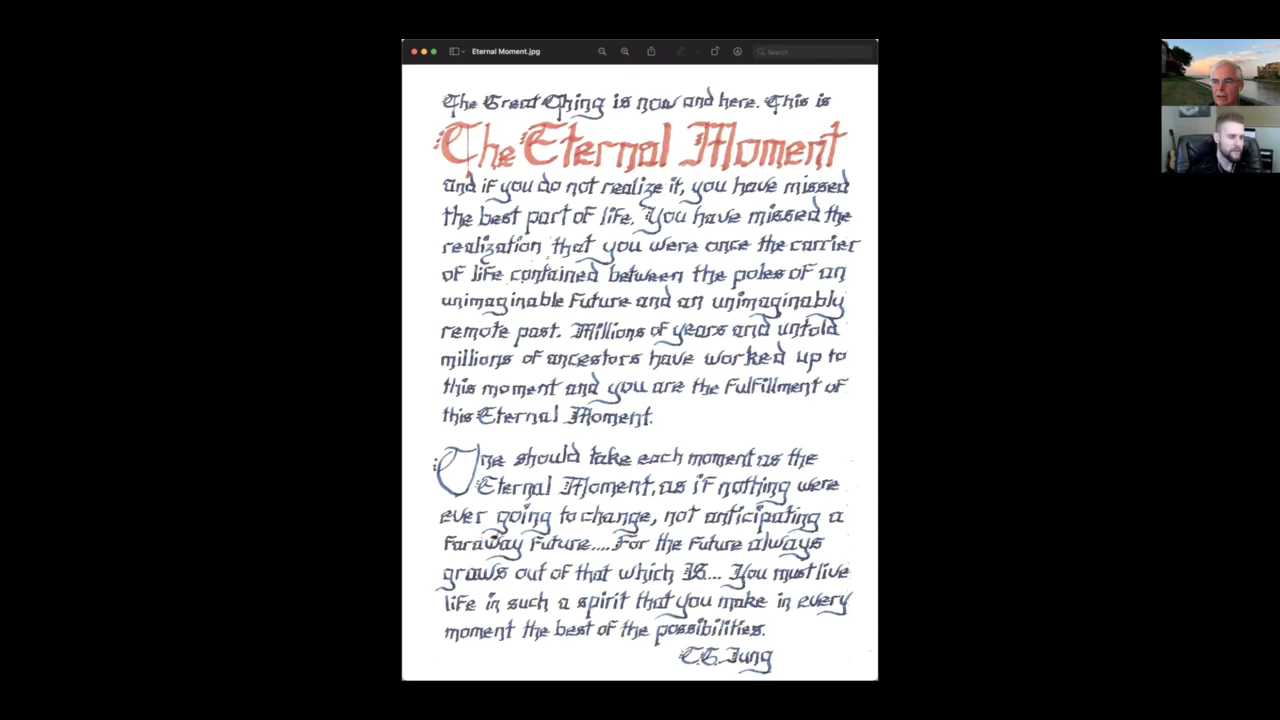 Eternal Moment.jpg
Search
The Great Thing is now and here. This is
The Eternal Moment
and if you do not realize it, you have missed
the best part of life. You have missed the
realization that you were once the carrier
of life contained between the poles of an
unimaginable future and an unimaginably
remote past. Millions of years and untold
millions of ancestors have worked up to
this moment and you are the fulfillment of
this Eternal Moment.
One should take each moment as the
Eternal Moment, as if nothing were
ever going to change, not anticipating a
faraway future.... For the future always
grows out of that which IS... You must live
life in such a spirit that you make in every
moment the best of the possibilities.
C.G. Jung